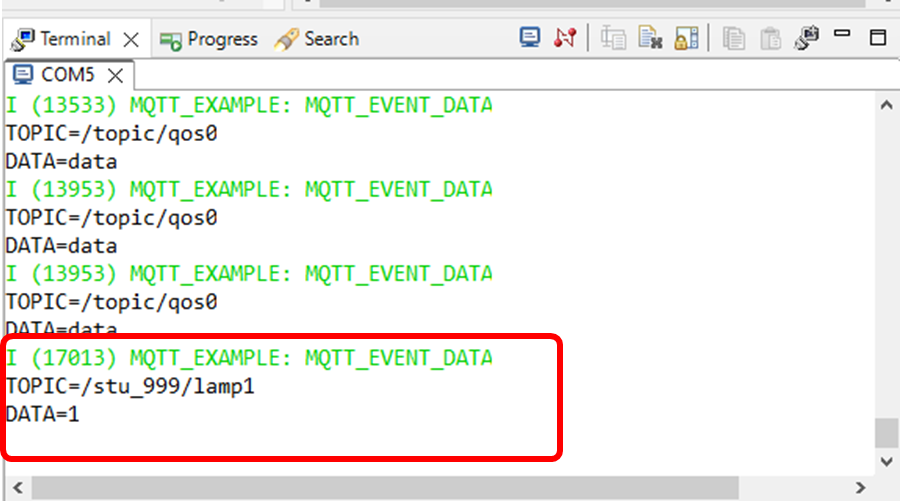 Terminal Progress Search
COM5
I (13533) MQTT_EXAMPLE: MQTT_EVENT_DATA
TOPIC=/topic/qos0
DATA=data
I (13953) MQTT_EXAMPLE: MQTT_EVENT_DATA
TOPIC=/topic/qos0
DATA=data
I (13953) MQTT_EXAMPLE: MQTT_EVENT_DATA
TOPIC=/topic/qos0
DATA=data
I (17013) MQTT_EXAMPLE: MQTT_EVENT_DATA
TOPIC=/stu_999/lamp1
DATA=1